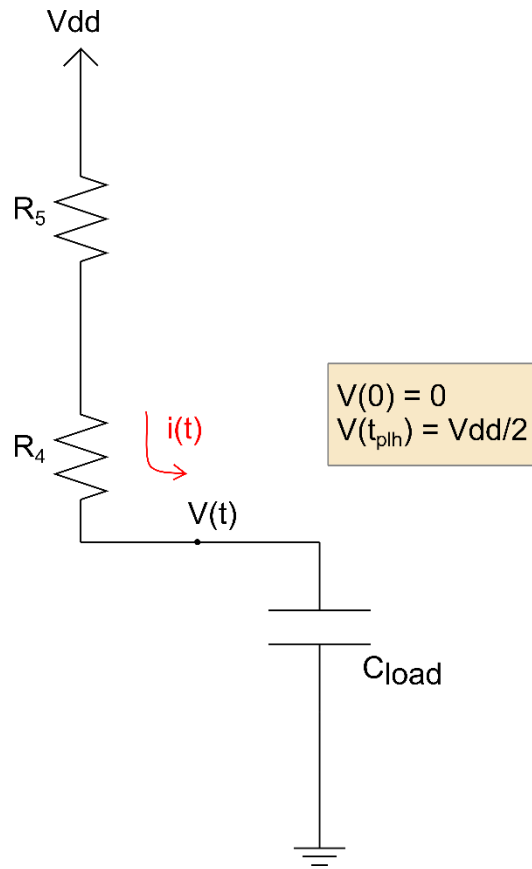 Vdd
R5
R4
i(t)
V(0) = 0
V(tplh) = Vdd/2
V(t)
Cload